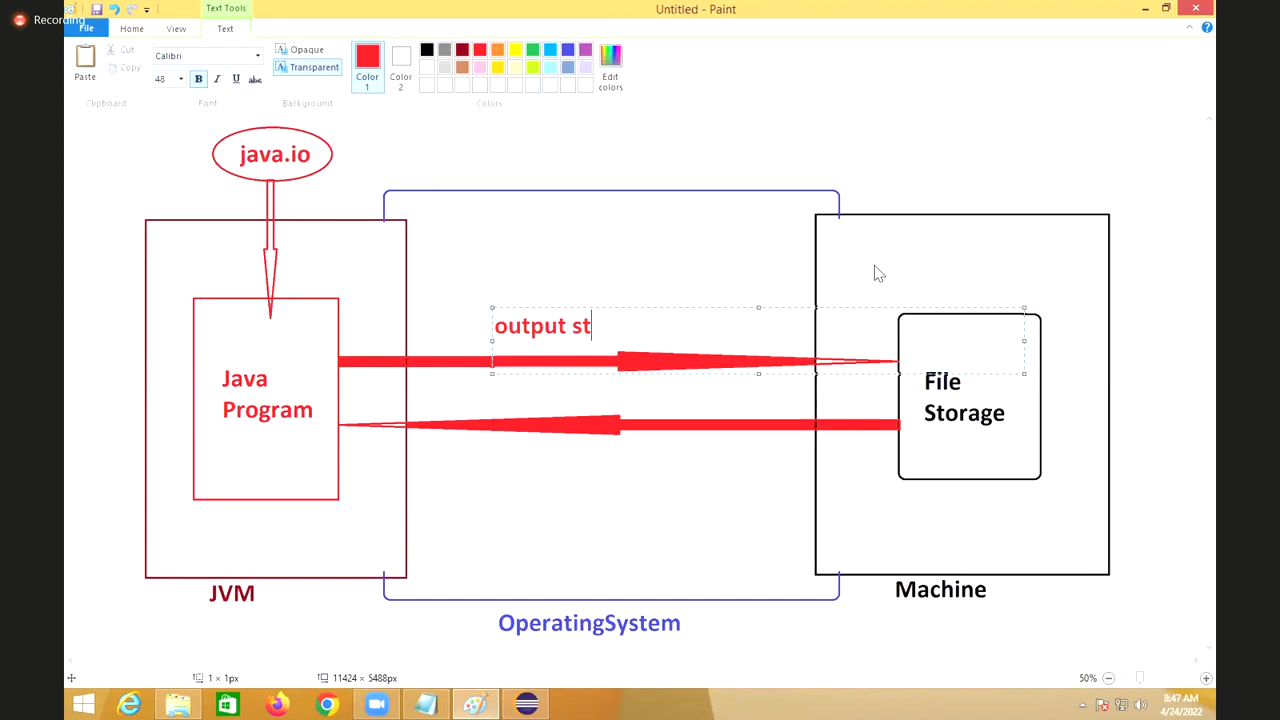 Recording
Text Tools
Untitled - Paint
File
Home
View
Text
Paste
Cut
Copy
Clipboard
Calibri
48
B
I
U
abc
Font
Opaque
Transparent
Background
Color
1
Color
2
Edit
colors
Colors
java.io
output st
Java
Program
File
Storage
JVM
Machine
OperatingSystem
1 × 1px
11424 × 5488px
50%
8:47 AM
4/24/2022